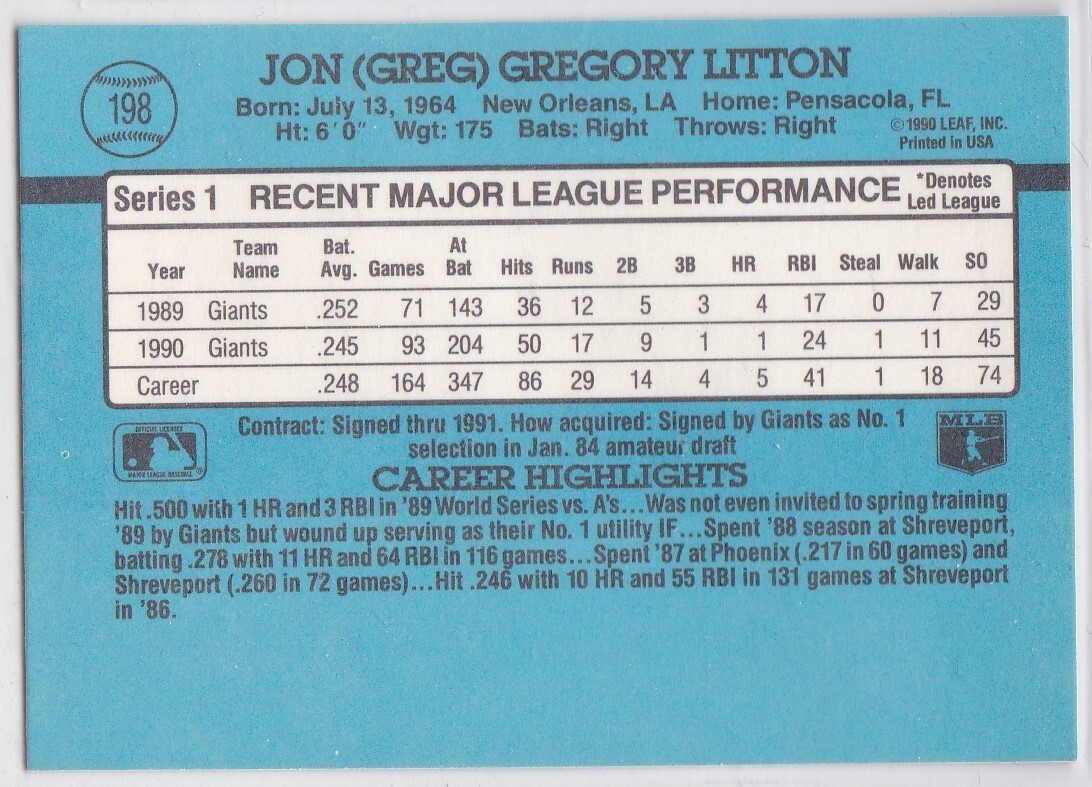 JON (GREG) GREGORY LITTON
198
Born: July 13, 1964 New Orleans, LA Home: Pensacola, FL
Ht: 6'0" Wgt: 175 Bats: Right Throws: Right
©1990 LEAF, INC.
Printed in USA
Series 1 RECENT MAJOR LEAGUE PERFORMANCE
*Denotes
Led League
Year Team Name Bat. Avg. Games At Bat Hits Runs 2B 3B HR RBI Steal Walk SO
1989 Giants .252 71 143 36 12 5 3 4 17 0 7 29
1990 Giants .245 93 204 50 17 9 1 1 24 1 11 45
Career .248 164 347 86 29 14 4 5 41 1 18 74
Contract: Signed thru 1991. How acquired: Signed by Giants as No. 1
selection in Jan. 84 amateur draft
OFFICIAL LICENSEE
MAJOR LEAGUE BASEBALL
MLB
CAREER HIGHLIGHTS
Hit .500 with 1 HR and 3 RBI in '89 World Series vs. A's...Was not even invited to spring training
'89 by Giants but wound up serving as their No. 1 utility IF...Spent '88 season at Shreveport,
batting .278 with 11 HR and 64 RBI in 116 games...Spent '87 at Phoenix (.217 in 60 games) and
Shreveport (.260 in 72 games)...Hit .246 with 10 HR and 55 RBI in 131 games at Shreveport
in '86.